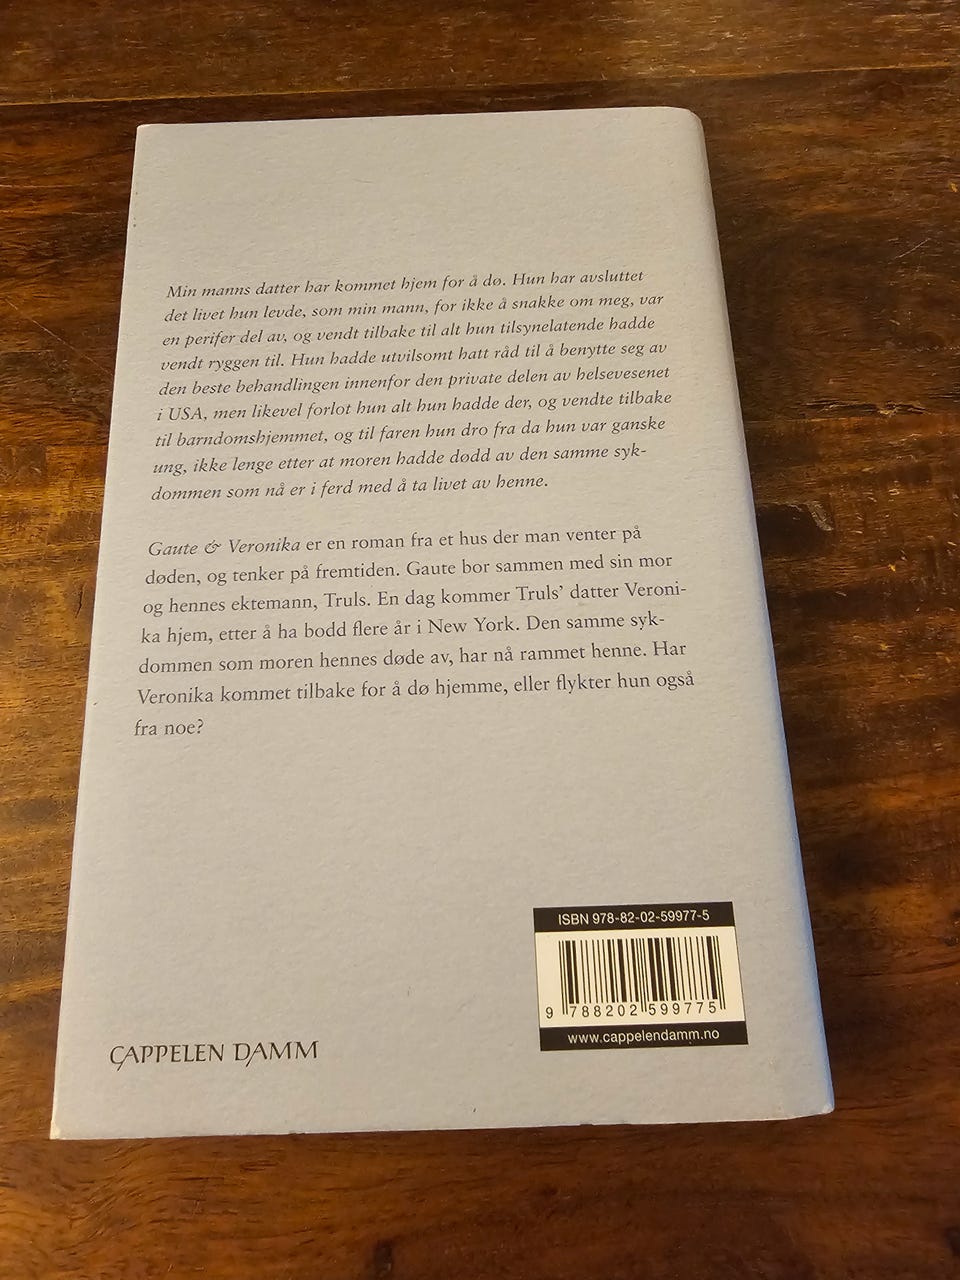 Min manns datter har kommet hjem for å dø. Hun har avsluttet
det livet hun levde, som min mann, for ikke å snakke om meg, var
en perifer del av, og vendt tilbake til alt hun tilsynelatende hadde
vendt ryggen til. Hun hadde utvilsomt hatt råd til å benytte seg av
den beste behandlingen innenfor den private delen av helsevesenet
i USA, men likevel forlot hun alt hun hadde der, og vendte tilbake
til barndomshjemmet, og til faren hun dro fra da hun var ganske
ung, ikke lenge etter at moren hadde dødd av den samme syk-
dommen som nå er i ferd med å ta livet av henne.
Gaute & Veronika er en roman fra et hus der man venter på
døden, og tenker på fremtiden. Gaute bor sammen med sin mor
og hennes ektemann, Truls. En dag kommer Truls’ datter Veroni-
ka hjem, etter å ha bodd flere år i New York. Den samme syk-
dommen som moren hennes døde av, har nå rammet henne. Har
Veronika kommet tilbake for å dø hjemme, eller flykter hun også
fra noe?
ISBN 978-82-02-59977-5
9 788202 599775
www.cappelendamm.no
CAPPELEN DAMM